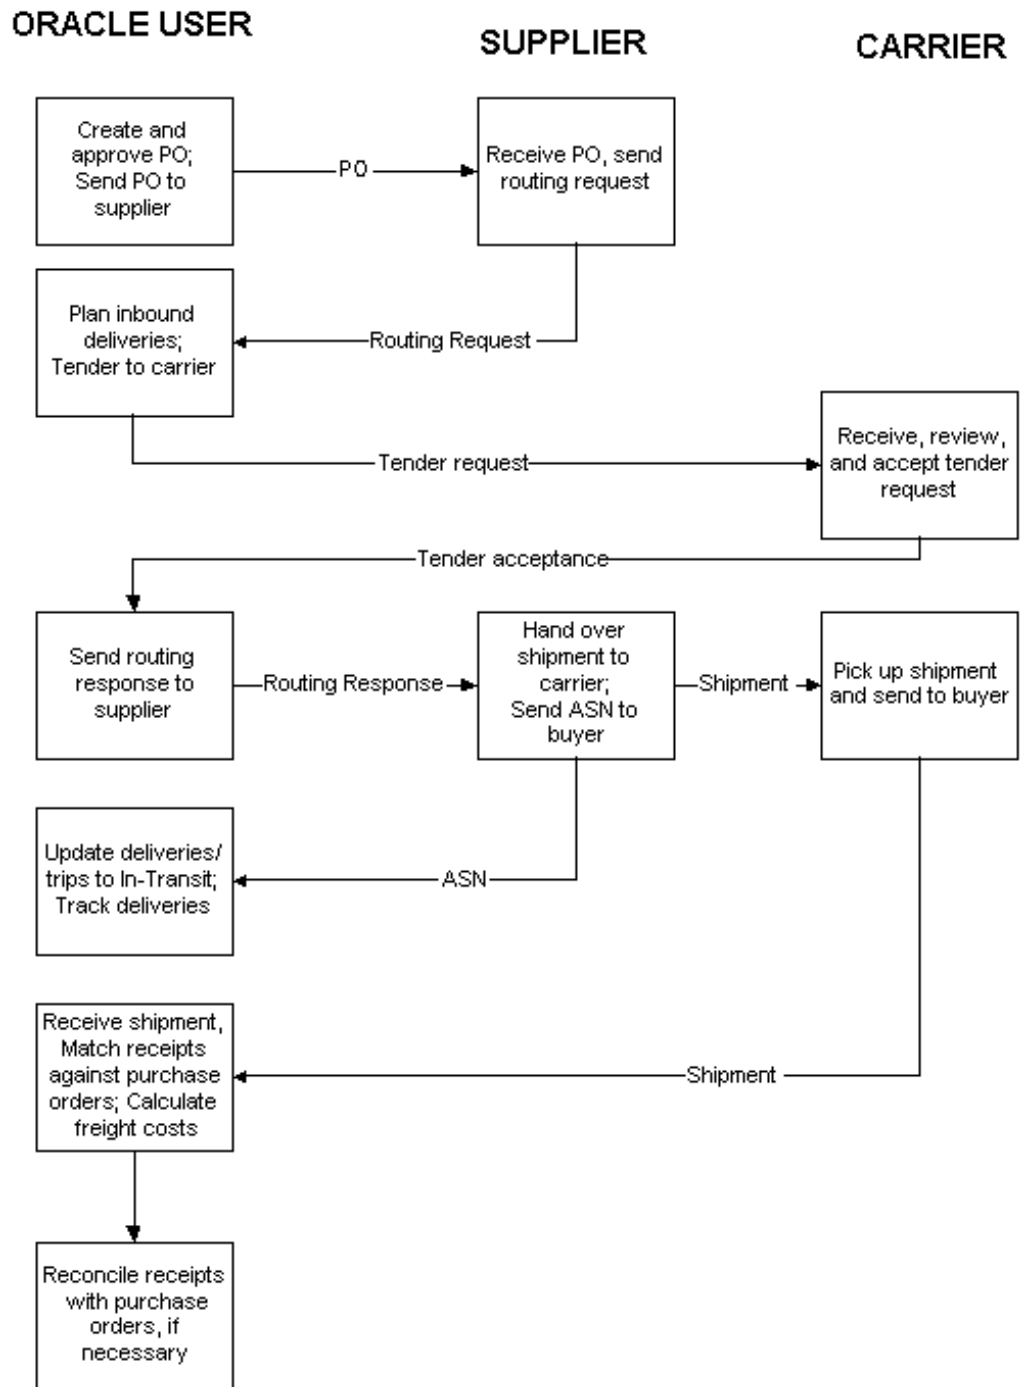 ORACLE USER
SUPPLIER
CARRIER
Create and
approve PO;
Send PO to
supplier
PO
Receive PO, send
routing request
Plan inbound
deliveries;
Tender to carrier
Routing Request
Tender request
Receive, review,
and accept tender
request
Tender acceptance
Send routing
response to
supplier
Routing Response
Hand over
shipment to
carrier;
Send ASN to
buyer
Shipment
Pick up shipment
and send to buyer
Update deliveries/
trips to In-Transit;
Track deliveries
ASN
Receive shipment,
Match receipts
against purchase
orders; Calculate
freight costs
Shipment
Reconcile receipts
with purchase
orders, if
necessary